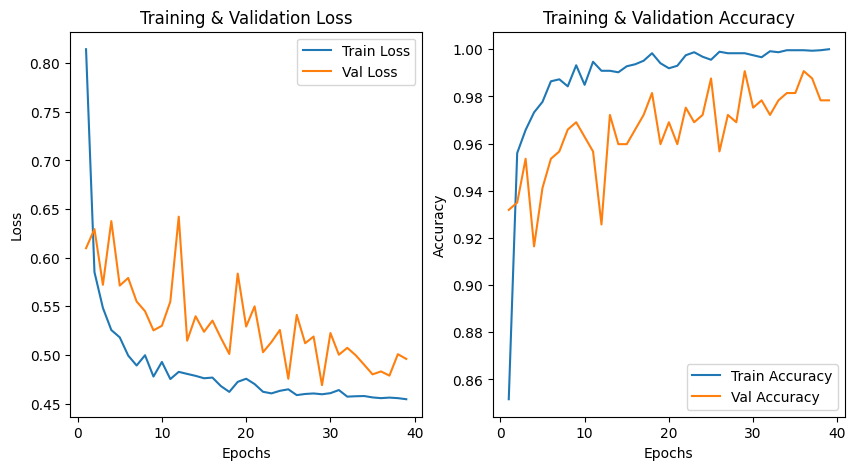 Training & Validation Loss
Train Loss
Val Loss
0.80
0.75
0.70
0.65
0.60
0.55
0.50
0.45
Loss
0
10
20
30
40
Epochs
Training & Validation Accuracy
1.00
0.98
0.96
0.94
0.92
0.90
0.88
0.86
Accuracy
Train Accuracy
Val Accuracy
0
10
20
30
40
Epochs